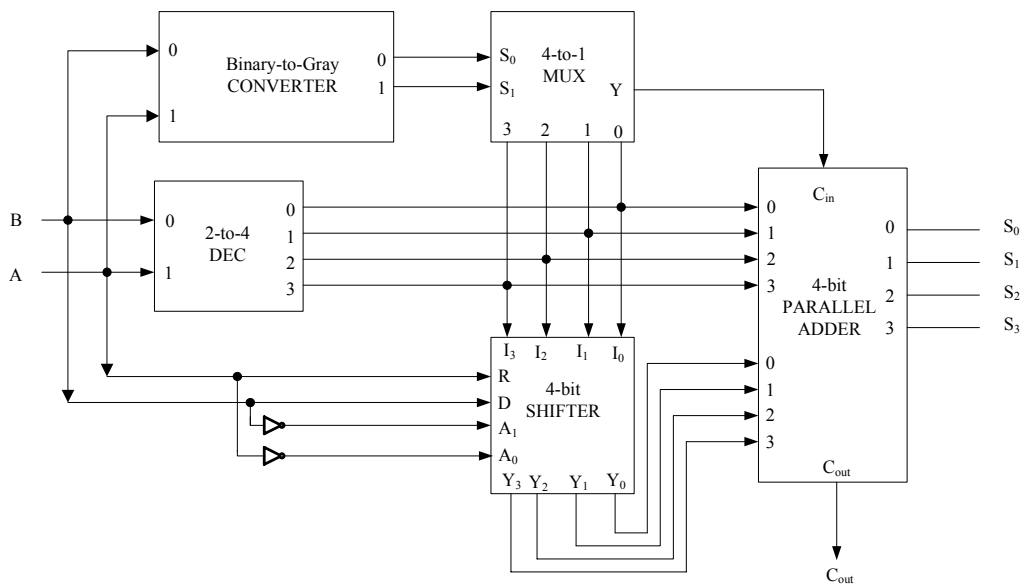 0
1
Binary-to-Gray
CONVERTER
0
1
S₀
S₁
4-to-1
MUX
Y
3 2 1 0
B
A
0
1
2-to-4
DEC
0
1
2
3
C_in
0
1
2
3
0
1
2
3
4-bit
PARALLEL
ADDER
0
1
2
3
C_out
S₀
S₁
S₂
S₃
I₃ I₂ I₁ I₀
R
D
A₁
A₀
4-bit
SHIFTER
Y₃ Y₂ Y₁ Y₀
C_out